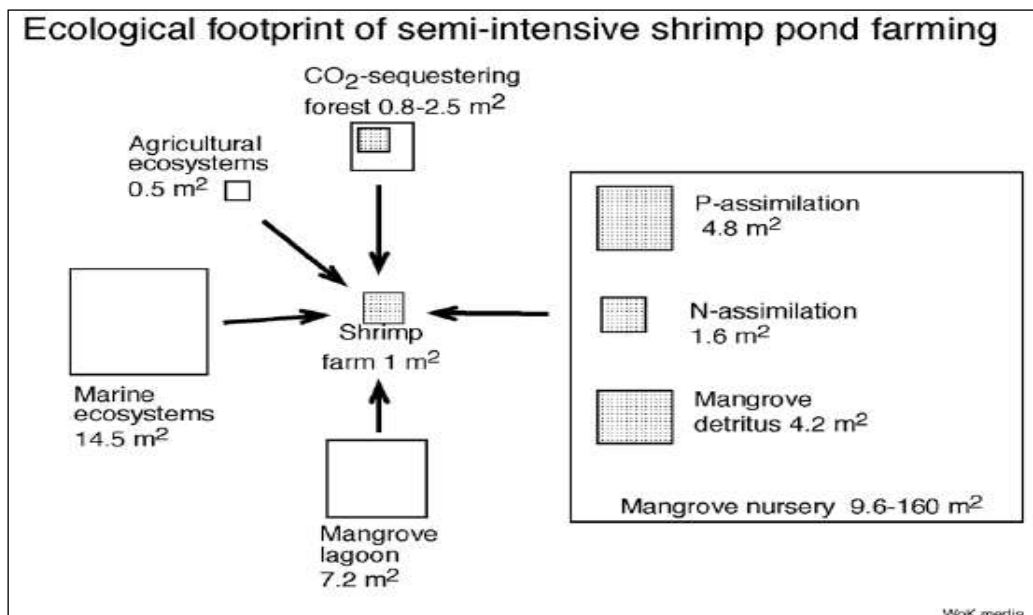 Ecological footprint of semi-intensive shrimp pond farming
CO₂-sequestering
forest 0.8-2.5 m²
Agricultural
ecosystems
0.5 m²
P-assimilation
4.8 m²
N-assimilation
1.6 m²
Mangrove
detritus 4.2 m²
Mangrove nursery 9.6-160 m²
Shrimp
farm 1 m²
Marine
ecosystems
14.5 m²
Mangrove
lagoon
7.2 m²